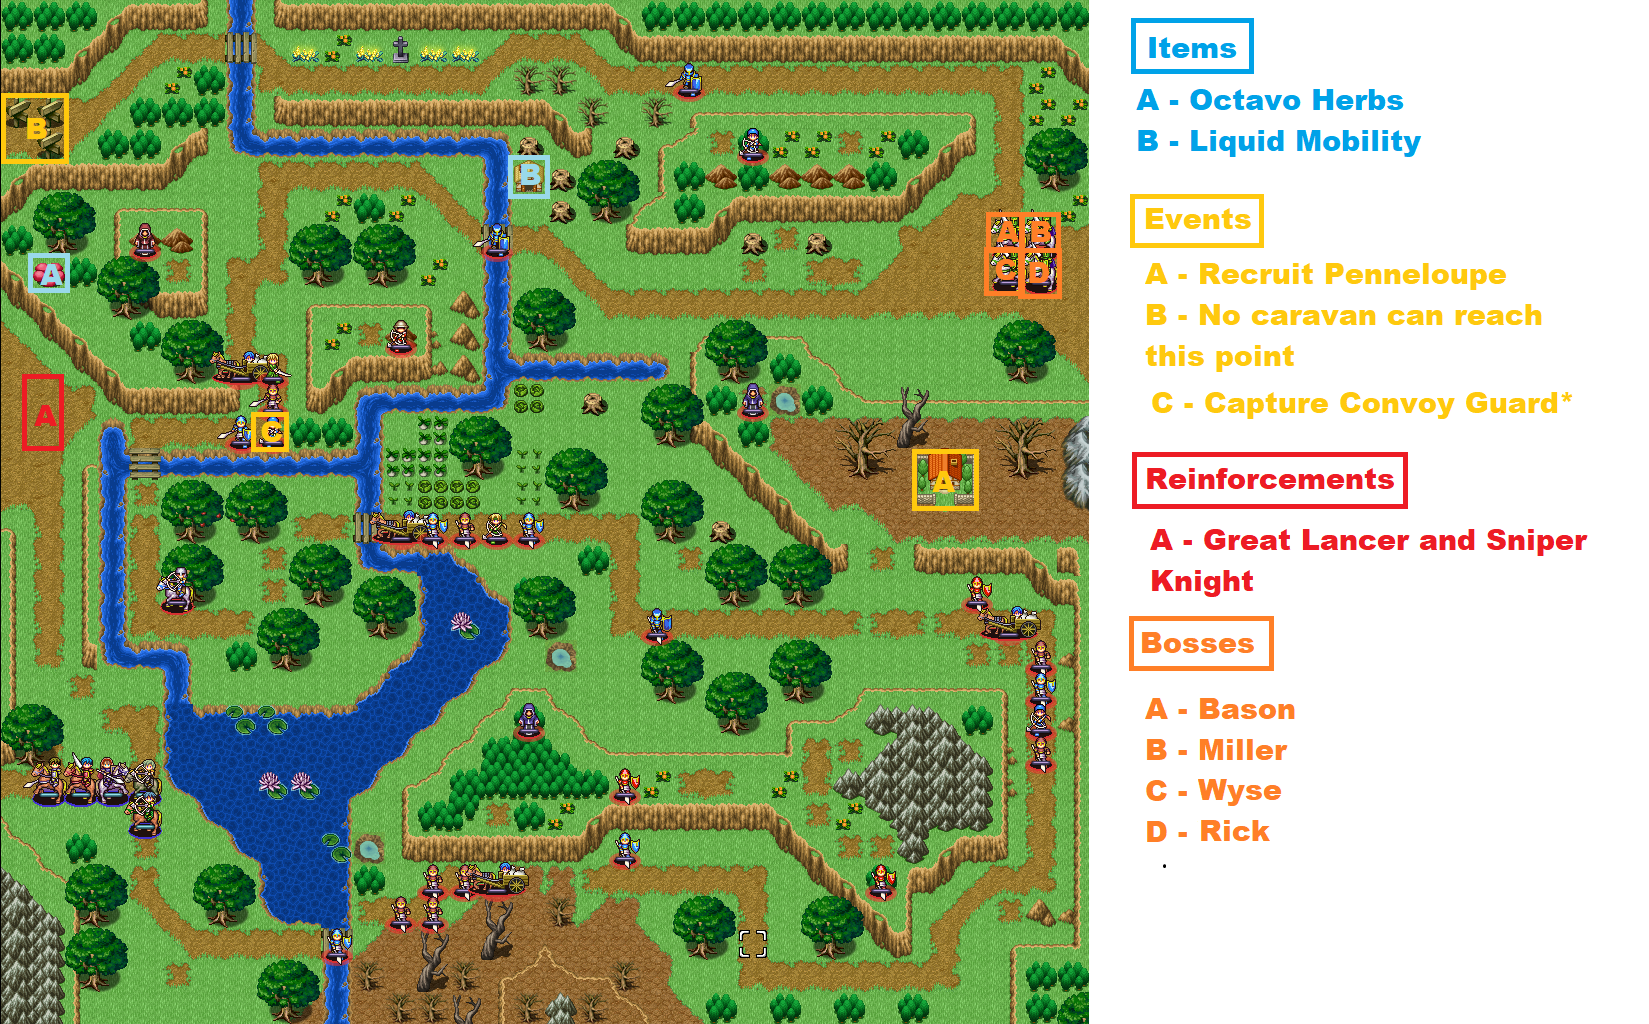 Items
A - Octavo Herbs
B - Liquid Mobility
Events
A - Recruit Penneloupe
B - No caravan can reach
this point
C - Capture Convoy Guard*
Reinforcements
A - Great Lancer and Sniper
Knight
Bosses
A - Bason
B - Miller
C - Wyse
D - Rick
.
B
B
A
A B
C D
A
C
A